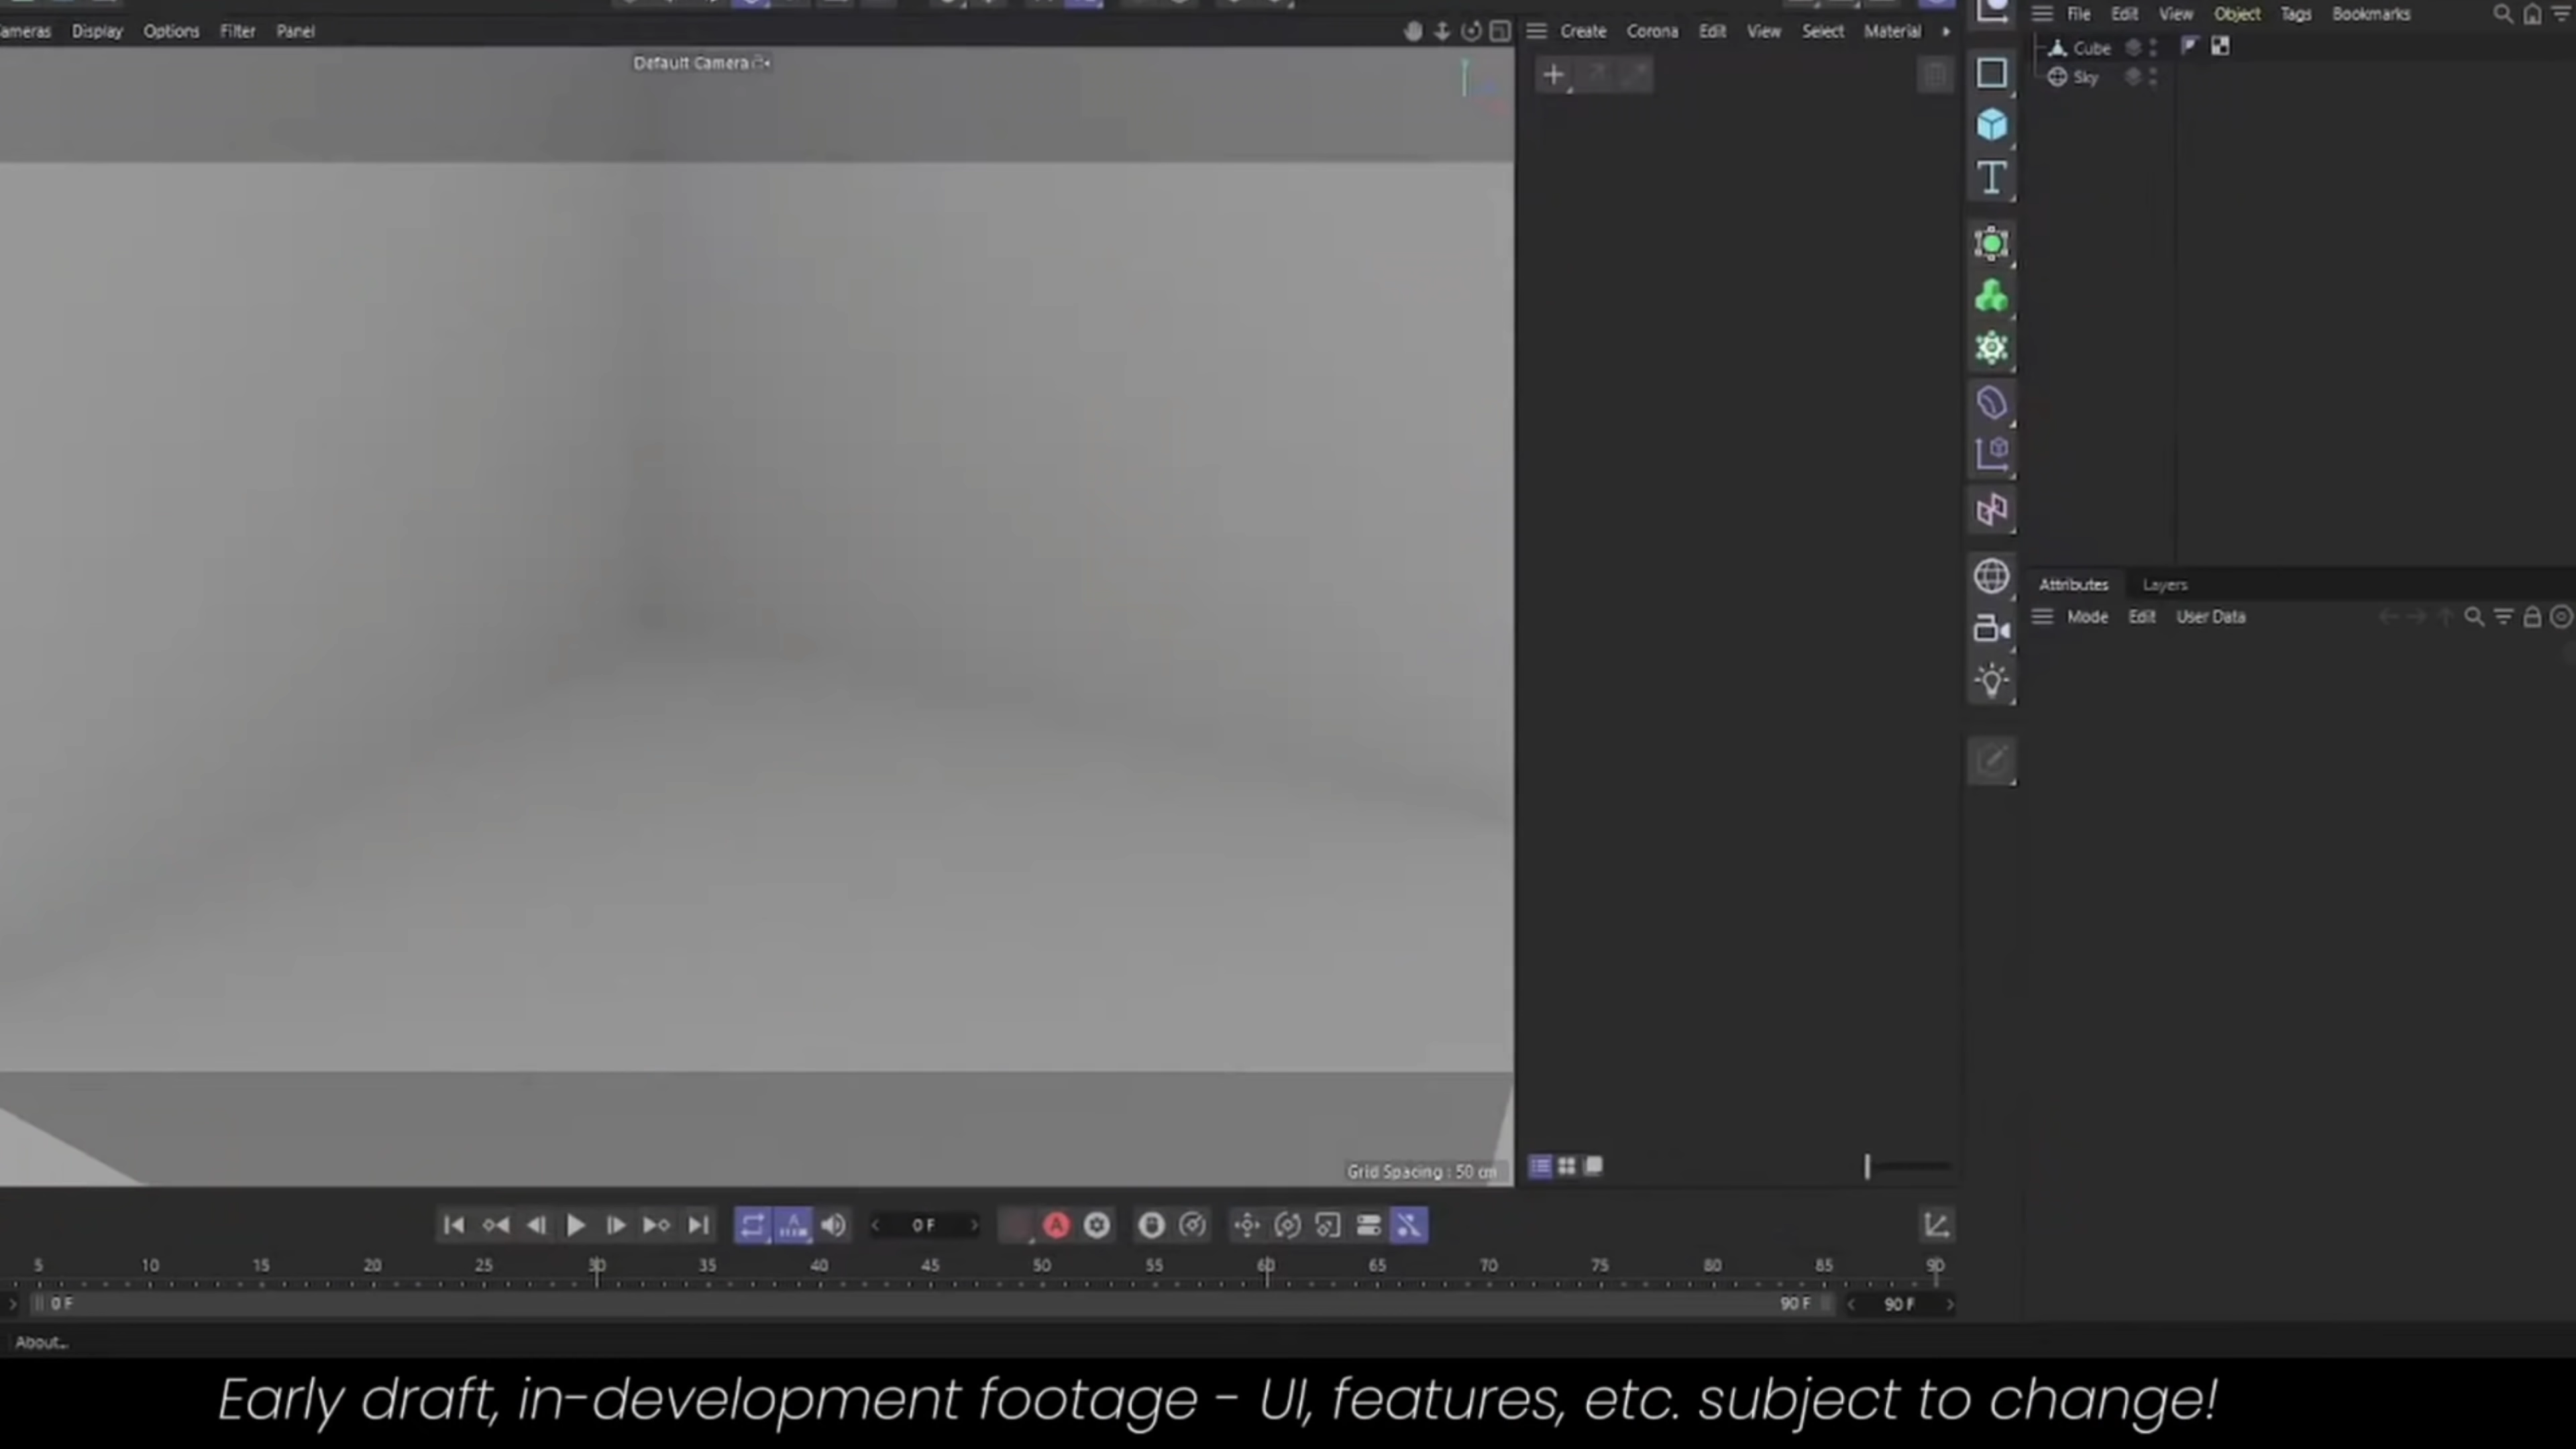 File Edit View Object Tags Bookmarks
ameras Display Options Filter Panel
Create Corona Edit View Select Material
Default Camera
Cube
Sky
Attributes Layers
Mode Edit User Data
Grid Spacing : 50 cm
A
A
0 F
5 10 15 20 25 30 35 40 45 50 55 60 65 70 75 80 85 90
0 F
90 F
90 F
About...
Early draft, in-development footage - UI, features, etc. subject to change!